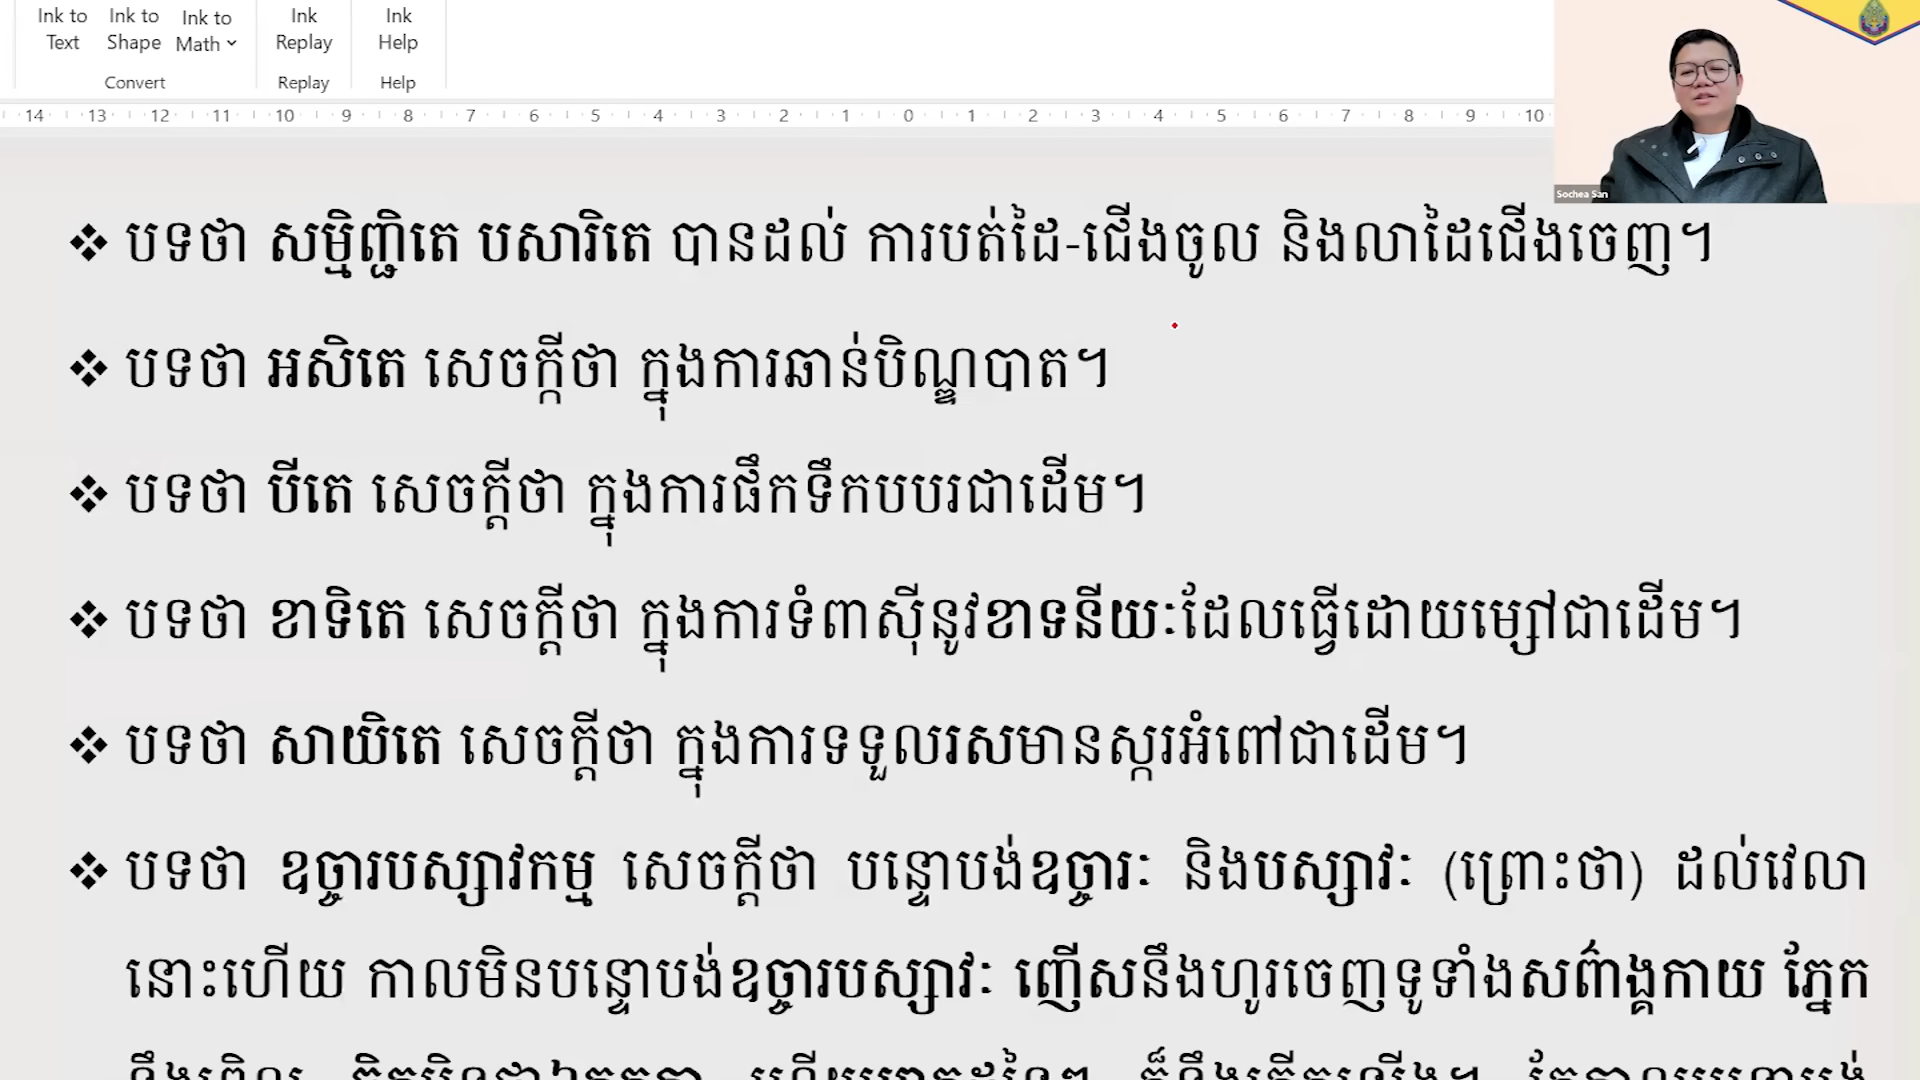 Ink to Text
Ink to Shape
Ink to Math
Convert
Ink Replay
Replay
Ink Help
Help
14 13 12 11 10 9 8 7 6 5 4 3 2 1 0 1 2 3 4 5 6 7 8 9 10
Sochea San
❖ បទថា សម្មិញ្ជិតេ បសារិតេ បានដល់ ការបត់ដៃ-ជើងចូល និងលាដៃជើងចេញ។
❖ បទថា អសិតេ សេចក្កីថា ក្នុងការឆាន់បិណ្ឌបាត។
❖ បទថា បីតេ សេចក្តីថា ក្នុងការផឹកទឹកបបរជាដើម។
❖ បទថា ខាទិតេ សេចក្តីថា ក្នុងការទំពាស៊ីនូវខាទនីយៈដែលធ្វើដោយម្សៅជាដើម។
❖ បទថា សាយិតេ សេចក្តីថា ក្នុងការទទួលរសមានស្ករអំពៅជាដើម។
❖ បទថា ឧច្ចារបស្សាវកម្ម សេចក្តីថា បន្ទោបង់ឧច្ចារៈ និងបស្សាវៈ (ព្រោះថា) ដល់វេលា
នោះហើយ កាលមិនបន្ទោបង់ឧច្ចារបស្សាវៈ ញើសនឹងហូរចេញទូទាំងសព៌ាង្គកាយ ភ្នែក